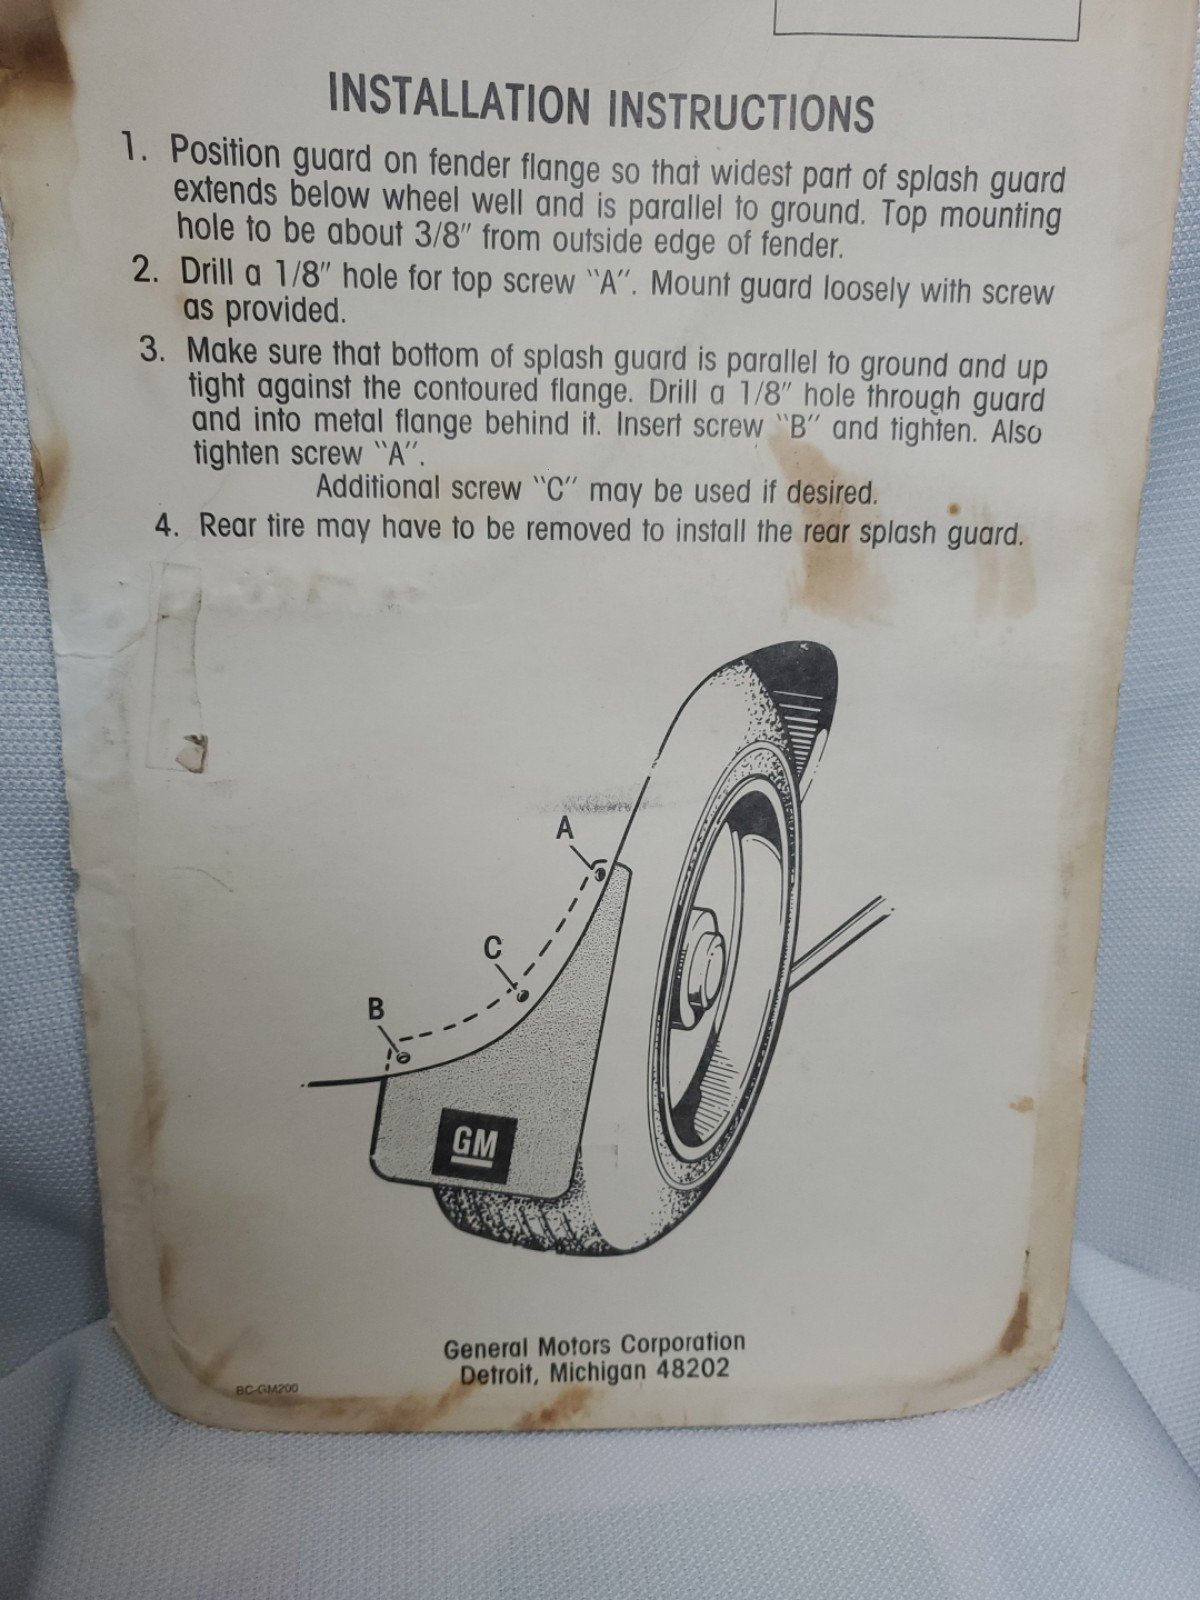 INSTALLATION INSTRUCTIONS
1. Position guard on fender flange so that widest part of splash guard
extends below wheel well and is parallel to ground. Top mounting
hole to be about 3/8" from outside edge of fender.
2. Drill a 1/8" hole for top screw "A". Mount guard loosely with screw
as provided.
3. Make sure that bottom of splash guard is parallel to ground and up
tight against the contoured flange. Drill a 1/8" hole through guard
and into metal flange behind it. Insert screw "B" and tighten. Also
tighten screw "A".
Additional screw "C" may be used if desired.
4. Rear tire may have to be removed to install the rear splash guard.
A
C
B
GM
General Motors Corporation
Detroit, Michigan 48202
BC-GM200